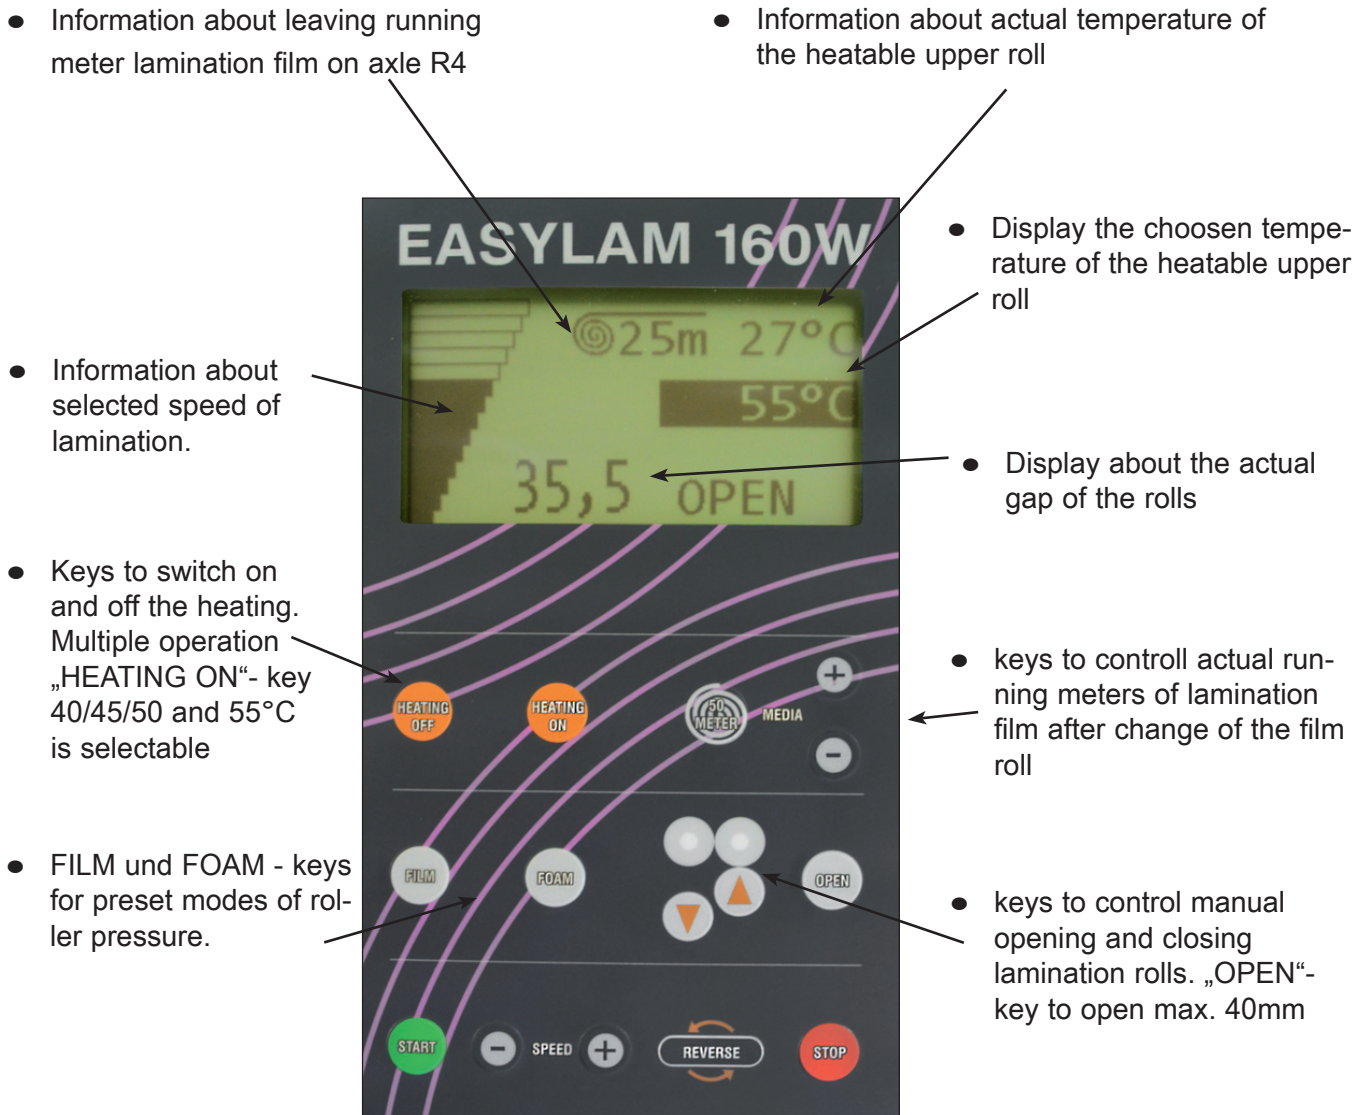 ● Information about leaving running
meter lamination film on axle R4
● Information about actual temperature of
the heatable upper roll
EASYLAM 160W
25m 27°C
55°C
35,5 OPEN
● Display the choosen tempe-
rature of the heatable upper
roll
● Information about
selected speed of
lamination.
● Display about the actual
gap of the rolls
● Keys to switch on
and off the heating.
Multiple operation
„HEATING ON“- key
40/45/50 and 55°C
is selectable
HEATING
OFF
HEATING
ON
50
METER
MEDIA
+
-
● keys to controll actual run-
ning meters of lamination
film after change of the film
roll
● FILM und FOAM - keys
for preset modes of rol-
ler pressure.
FILM
FOAM
OPEN
● keys to control manual
opening and closing
lamination rolls. „OPEN“-
key to open max. 40mm
START
- SPEED +
REVERSE
STOP